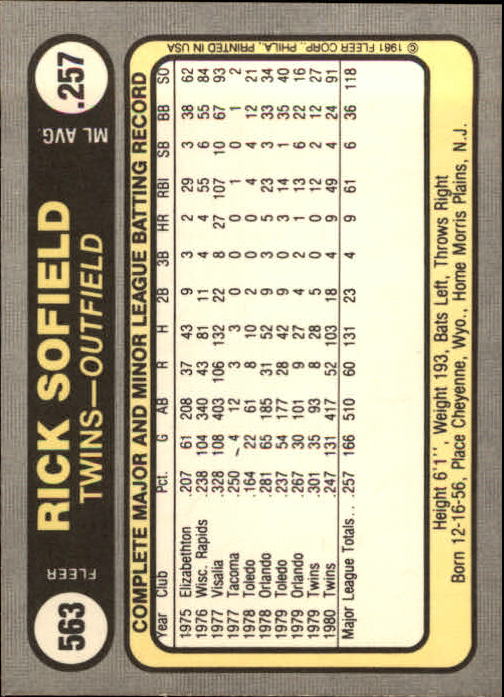 563
FLEER
RICK SOFIELD
TWINS—OUTFIELD
ML AVG.
.257
COMPLETE MAJOR AND MINOR LEAGUE BATTING RECORD
Year Club Pct. G AB R H 2B 3B HR RBI SB BB SO
1975 Elizabethton .207 61 208 37 43 9 3 2 29 3 38 62
1976 Wisc. Rapids .238 104 340 43 81 11 4 4 55 6 55 84
1977 Visalia .328 108 403 106 132 22 8 27 107 10 67 93
1977 Tacoma .250 4 12 3 3 0 0 0 0 0 1 2
1978 Toledo .164 22 61 8 10 2 0 0 4 4 12 21
1978 Orlando .281 65 185 31 52 9 3 5 23 3 33 34
1979 Toledo .237 54 177 28 42 9 0 3 14 1 35 40
1979 Orlando .267 30 101 9 27 4 2 1 13 6 22 16
1979 Twins .301 35 93 8 28 5 0 0 12 2 12 27
1980 Twins .247 131 417 52 103 18 4 9 49 4 24 91
Major League Totals... .257 166 510 60 131 23 4 9 61 6 36 118
Height 6'1'', Weight 193, Bats Left, Throws Right
Born 12-16-56, Place Cheyenne, Wyo., Home Morris Plains, N.J.
© 1981 FLEER CORP., PHILA., PRINTED IN USA